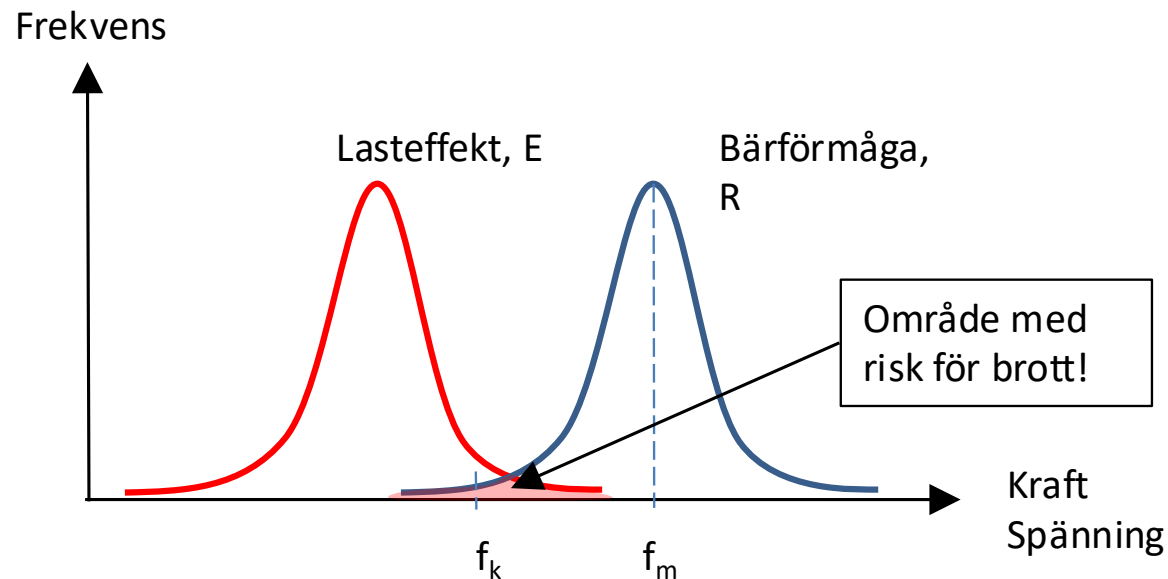 Frekvens
Lasteffekt, E
Bärförmåga,
R
Område med
risk för brott!
Kraft
Spänning
fk
fm